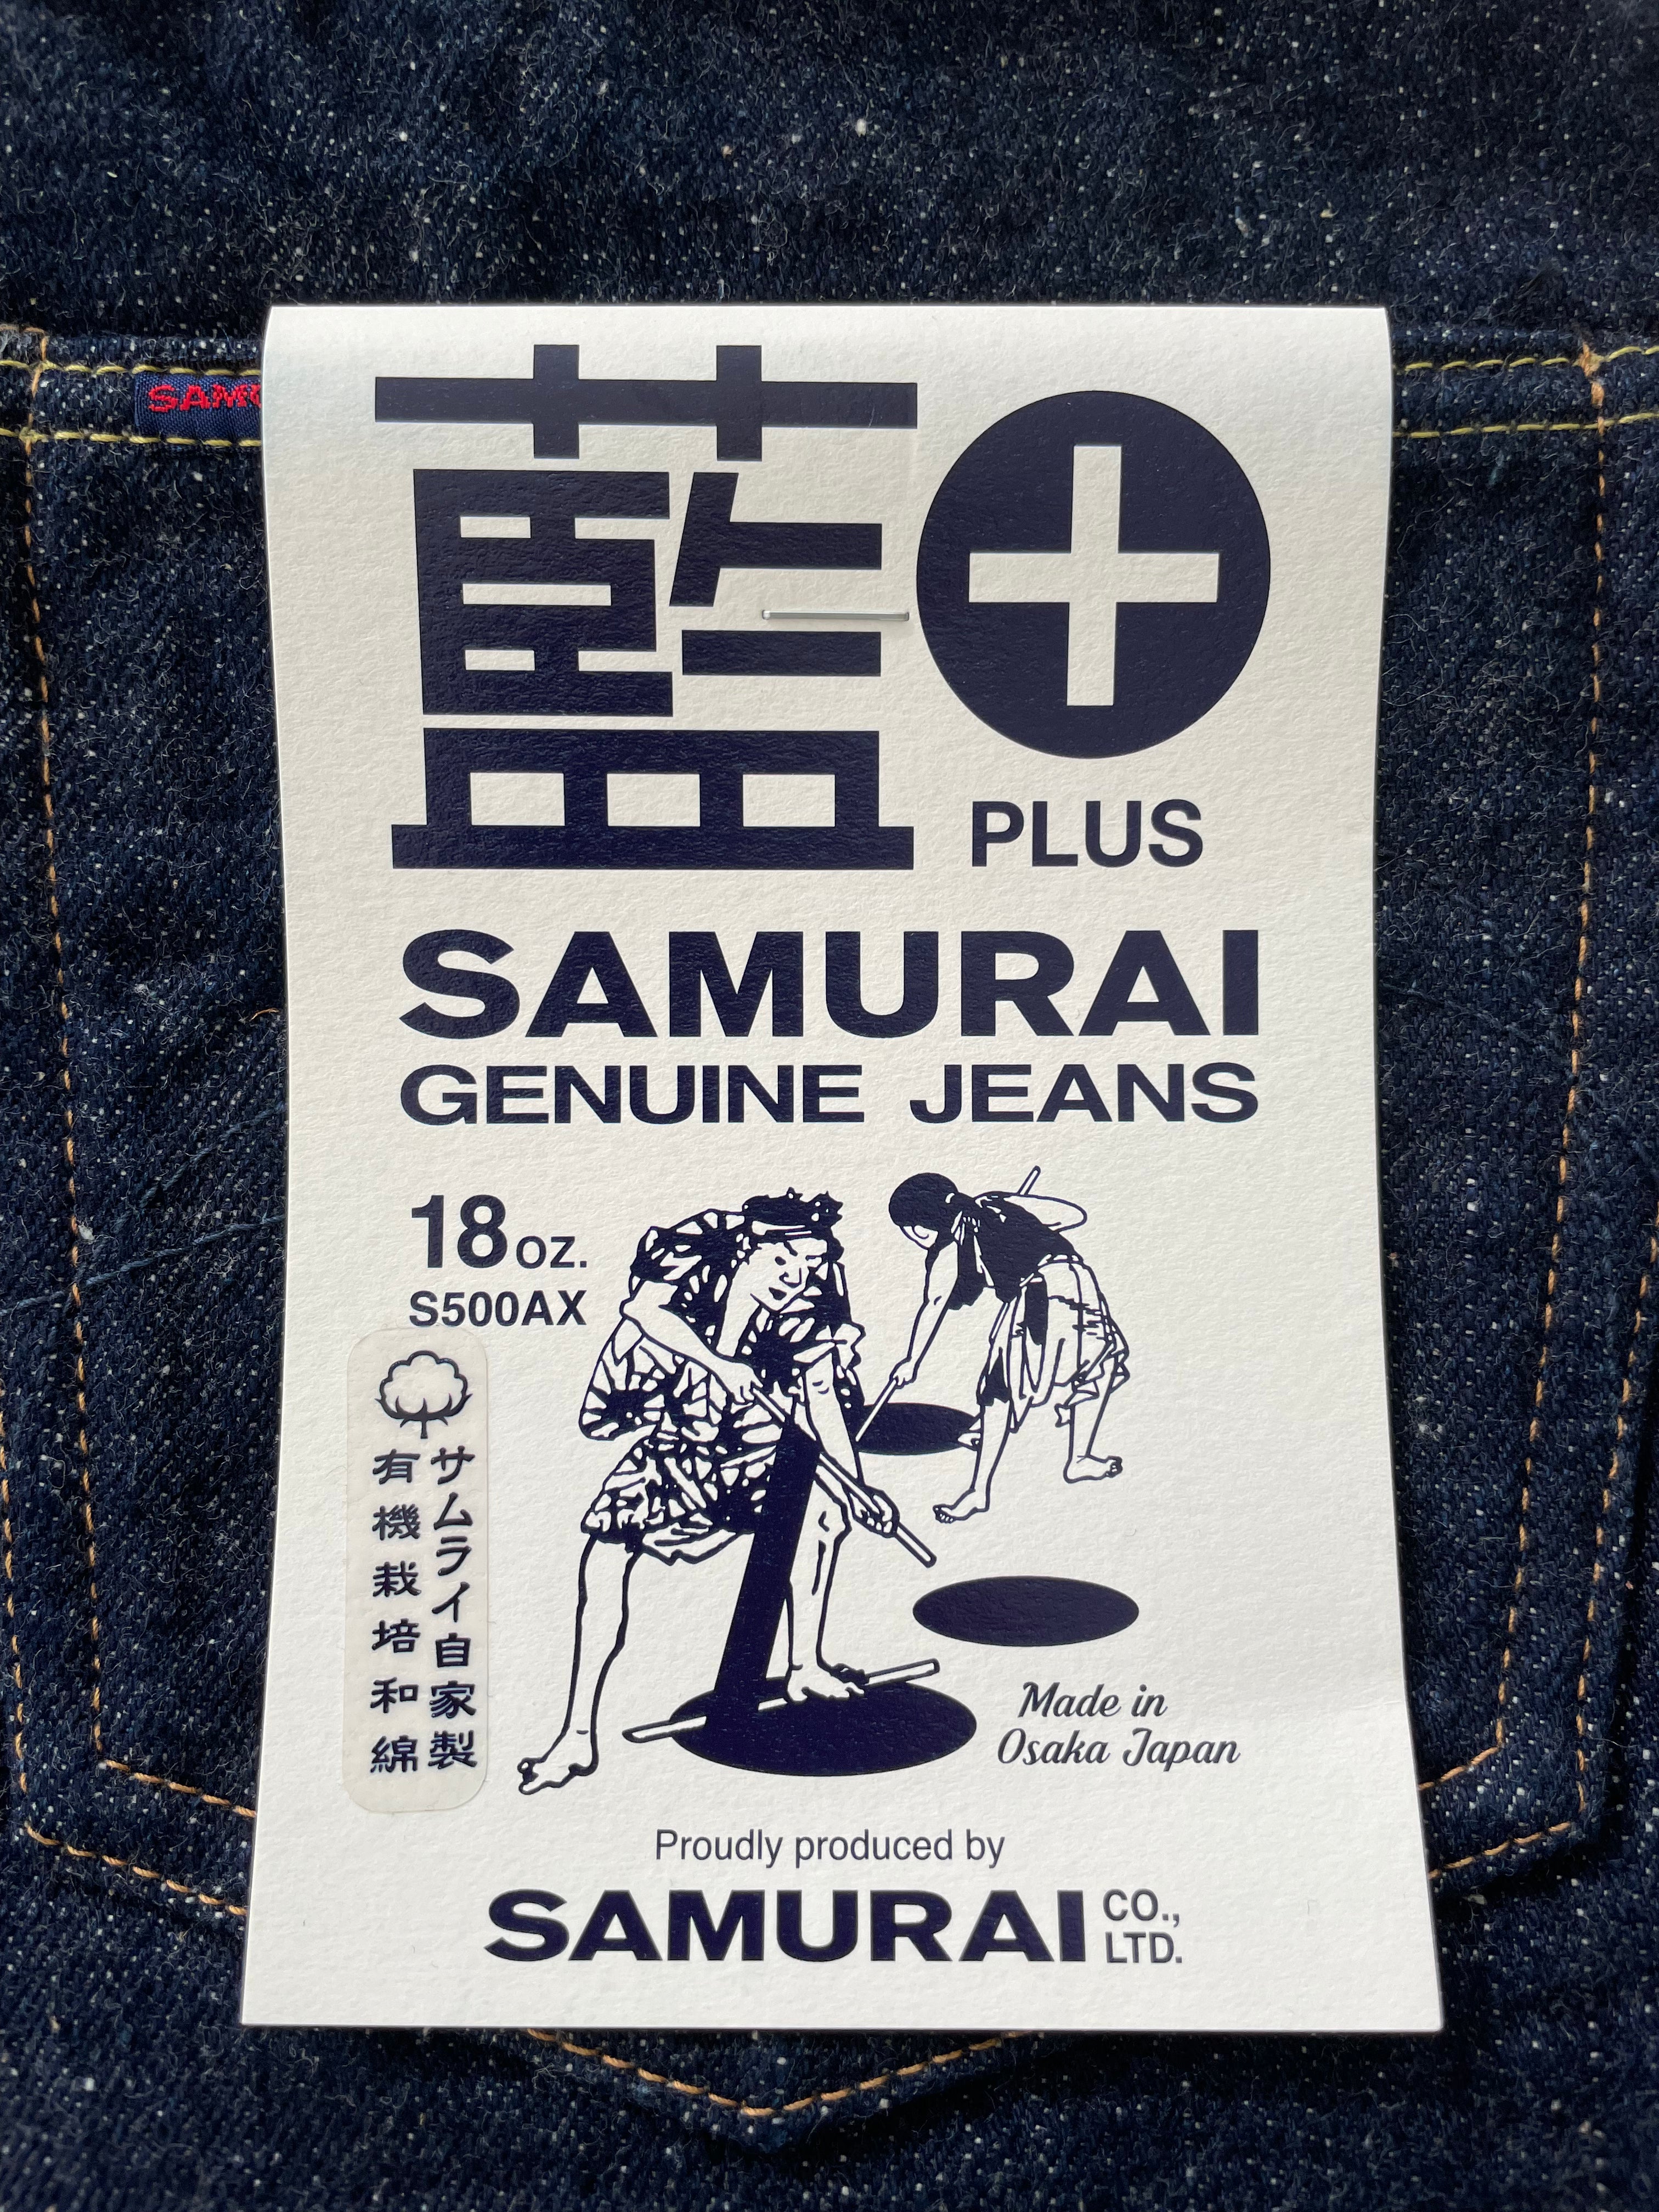 SAMU
藍+
PLUS
SAMURAI
GENUINE JEANS
18oz.
S500AX
サムライ自家製
有機栽培和綿
Made in
Osaka Japan
Proudly produced by
SAMURAI CO.,
LTD.